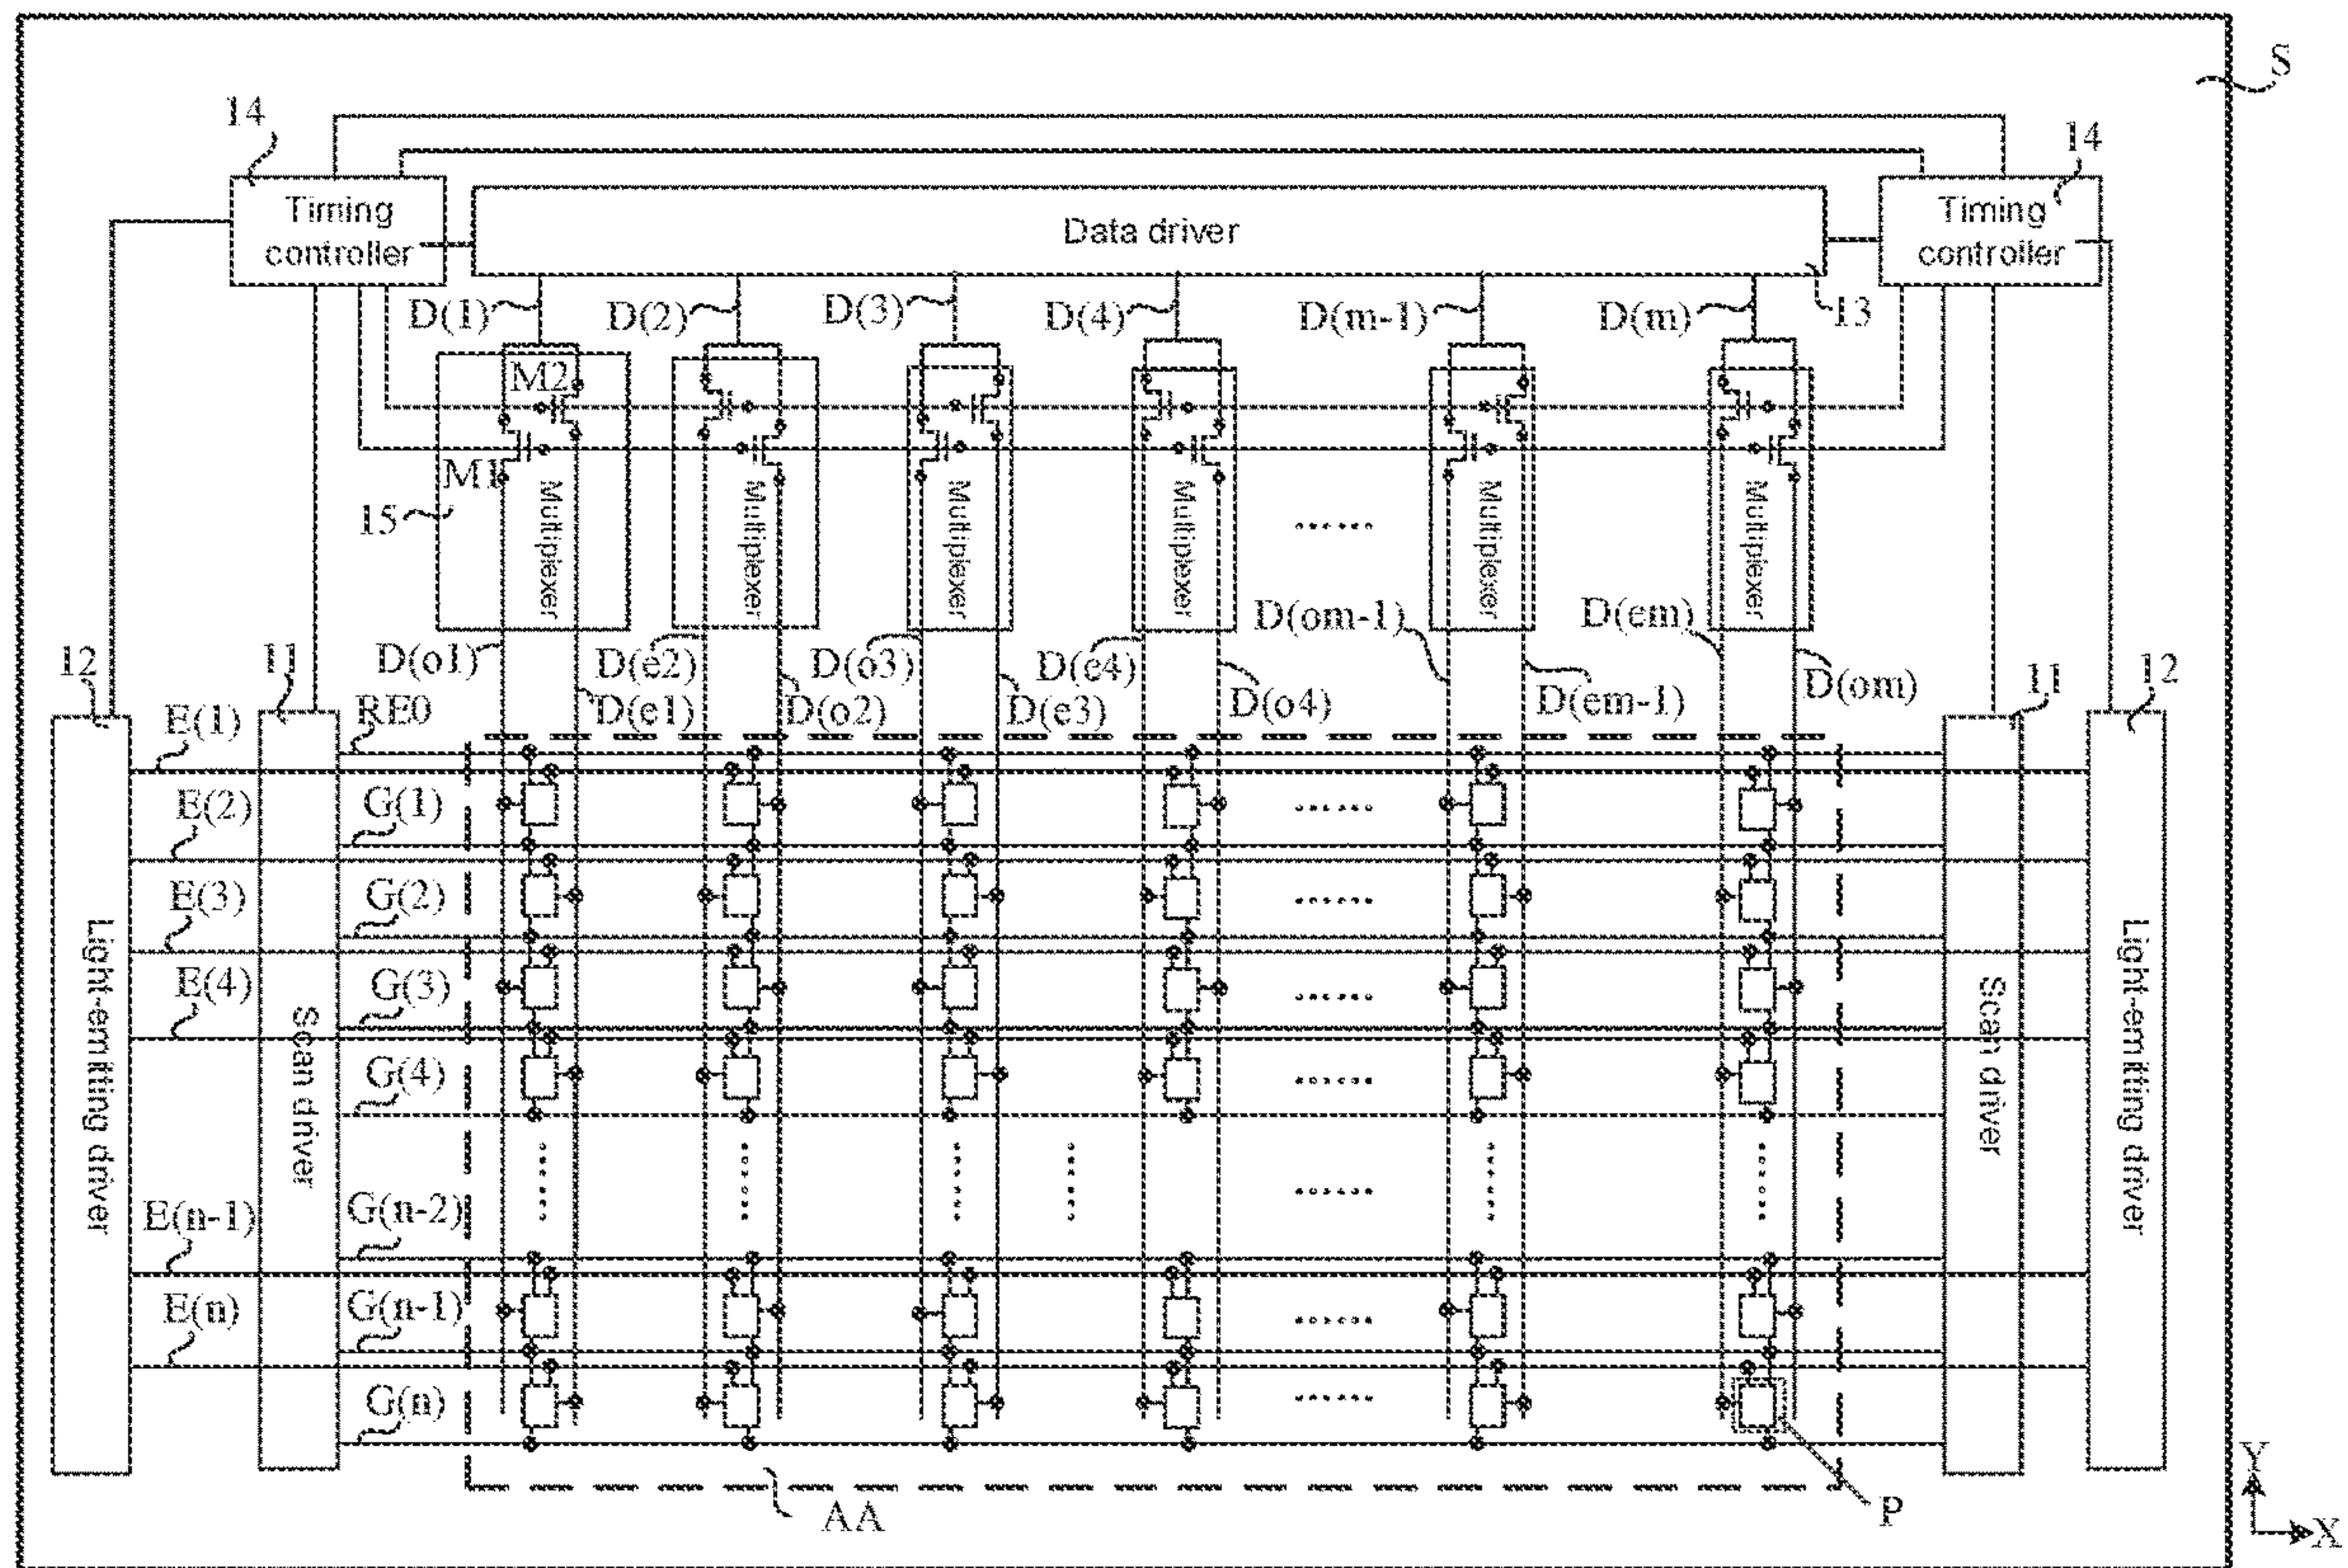 S
14
14
Timing
controller
Data driver
Timing
controller
D(1)
D(2)
D(3)
D(4)
D(m-1)
D(m)
13
M2
M1
15
Multiplexer
Multiplexer
Multiplexer
Multiplexer
......
Multiplexer
Multiplexer
D(o1)
D(e2)
D(o3)
D(e4)
D(om-1)
D(em)
D(e1)
D(o2)
D(e3)
D(o4)
D(em-1)
D(om)
12
11
RE0
11
12
E(1)
E(2)
G(1)
......
E(3)
G(2)
......
E(4)
G(3)
......
G(4)
......
Light-emitting driver
Scan driver
Scan driver
Light-emitting driver
......
......
......
......
......
......
......
E(n-1)
G(n-2)
E(n)
G(n-1)
......
G(n)
......
AA
P
Y
X